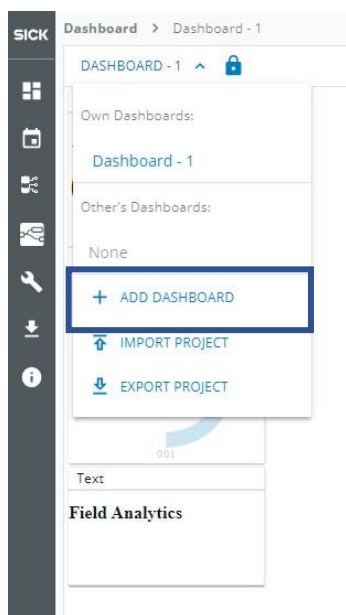 SICK
Dashboard > Dashboard - 1
DASHBOARD - 1
Own Dashboards:
Dashboard - 1
Other's Dashboards:
None
+ ADD DASHBOARD
IMPORT PROJECT
EXPORT PROJECT
100
Text
Field Analytics